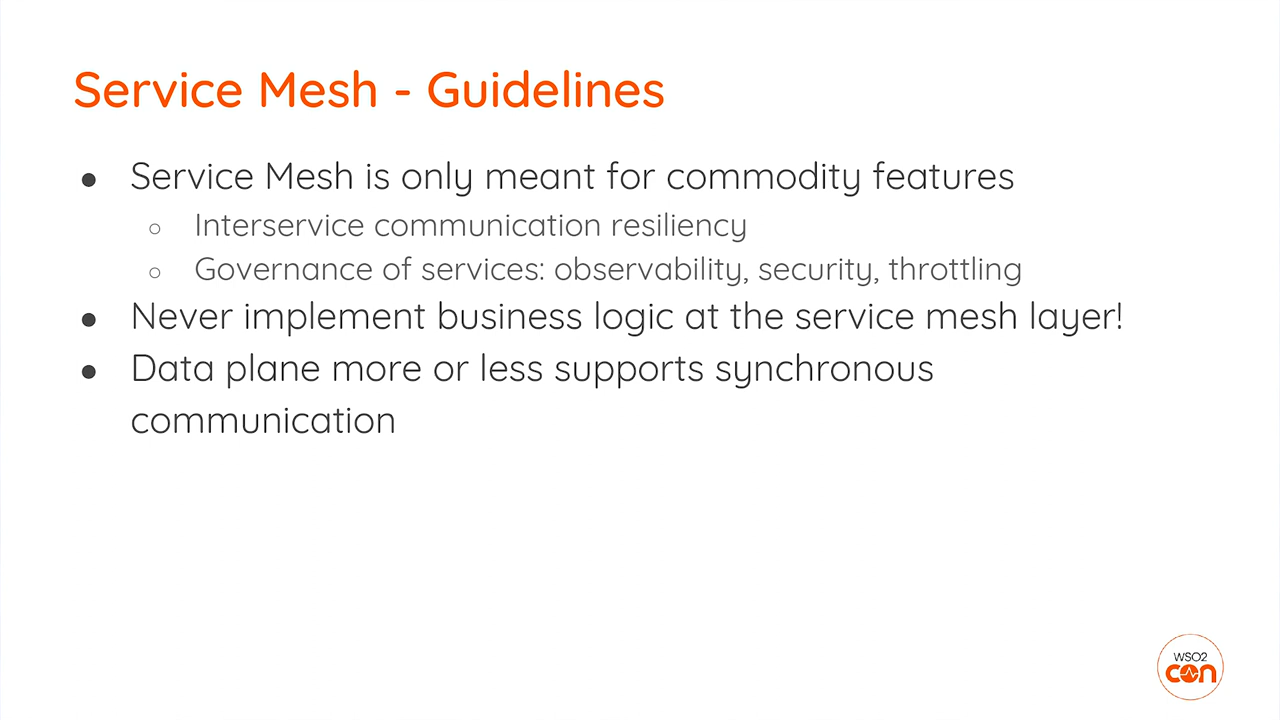 Service Mesh - Guidelines
● Service Mesh is only meant for commodity features
○ Interservice communication resiliency
○ Governance of services: observability, security, throttling
● Never implement business logic at the service mesh layer!
● Data plane more or less supports synchronous
communication
WSO2
con